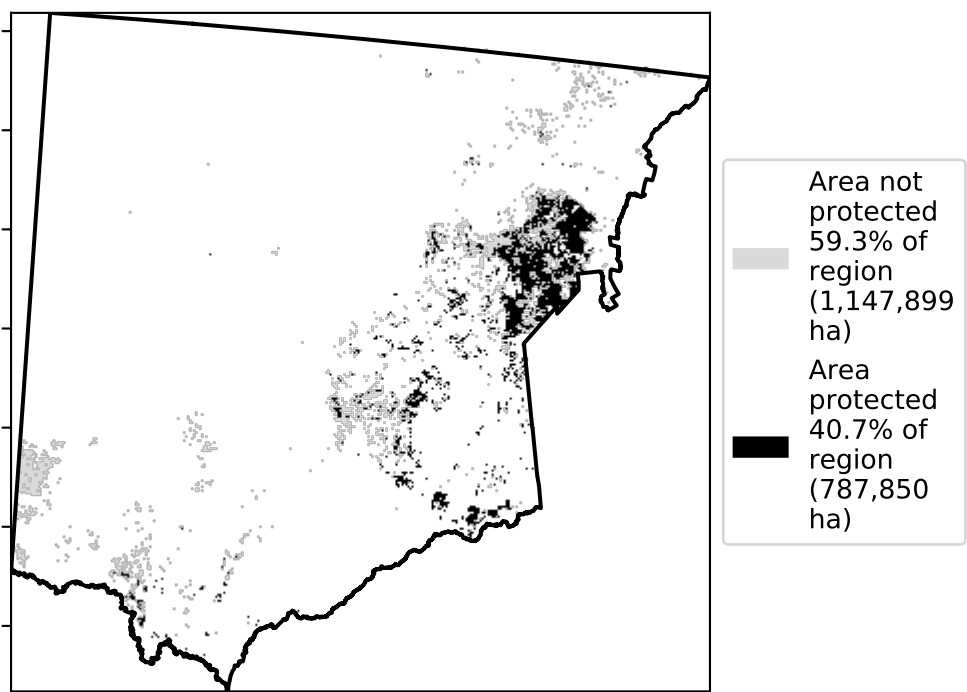 Area not
protected
59.3% of
region
(1,147,899
ha)
Area
protected
40.7% of
region
(787,850
ha)